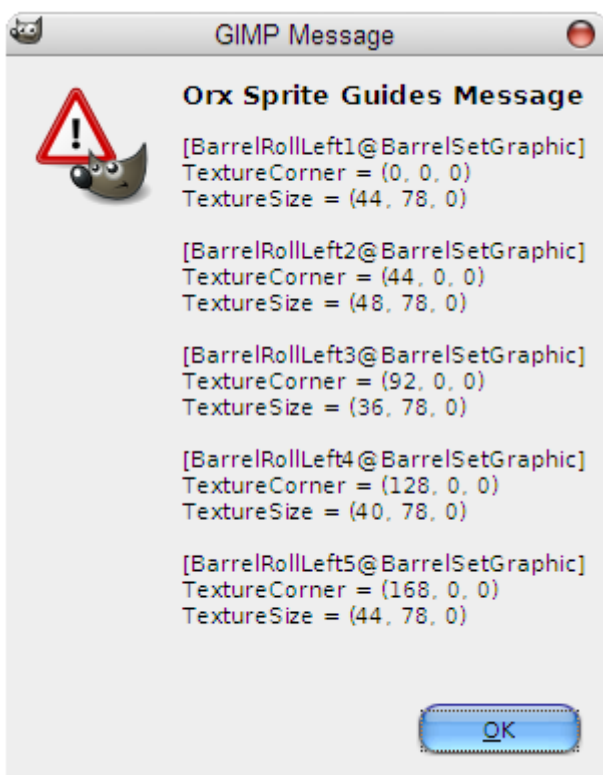 GIMP Message
Orx Sprite Guides Message
[BarrelRollLeft1@BarrelSetGraphic]
TextureCorner = (0, 0, 0)
TextureSize = (44, 78, 0)
[BarrelRollLeft2@BarrelSetGraphic]
TextureCorner = (44, 0, 0)
TextureSize = (48, 78, 0)
[BarrelRollLeft3@BarrelSetGraphic]
TextureCorner = (92, 0, 0)
TextureSize = (36, 78, 0)
[BarrelRollLeft4@BarrelSetGraphic]
TextureCorner = (128, 0, 0)
TextureSize = (40, 78, 0)
[BarrelRollLeft5@BarrelSetGraphic]
TextureCorner = (168, 0, 0)
TextureSize = (44, 78, 0)
OK